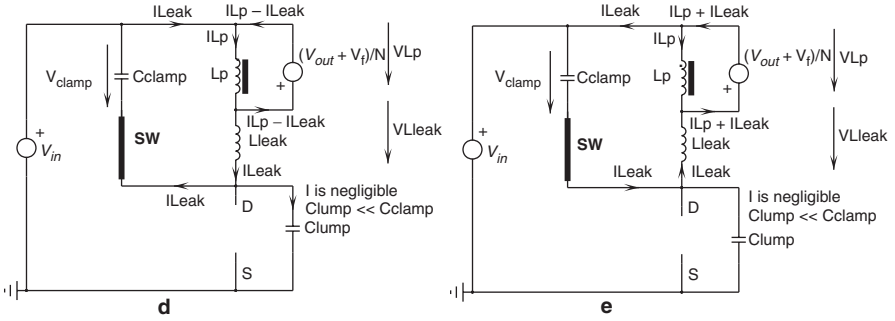 ILeak
ILp – ILeak
ILp
(Vout + Vf)/N
VLp
Vclamp
Cclamp
Lp
+
+
ILp – ILeak
Vin
SW
Lleak
VLleak
ILeak
ILeak
I is negligible
D
Clump << Cclamp
Clump
S
d
ILeak
ILp + ILeak
ILp
(Vout + Vf)/N
VLp
Vclamp
Cclamp
Lp
+
+
ILp + ILeak
Vin
SW
Lleak
VLleak
ILeak
ILeak
I is negligible
D
Clump << Cclamp
Clump
S
e